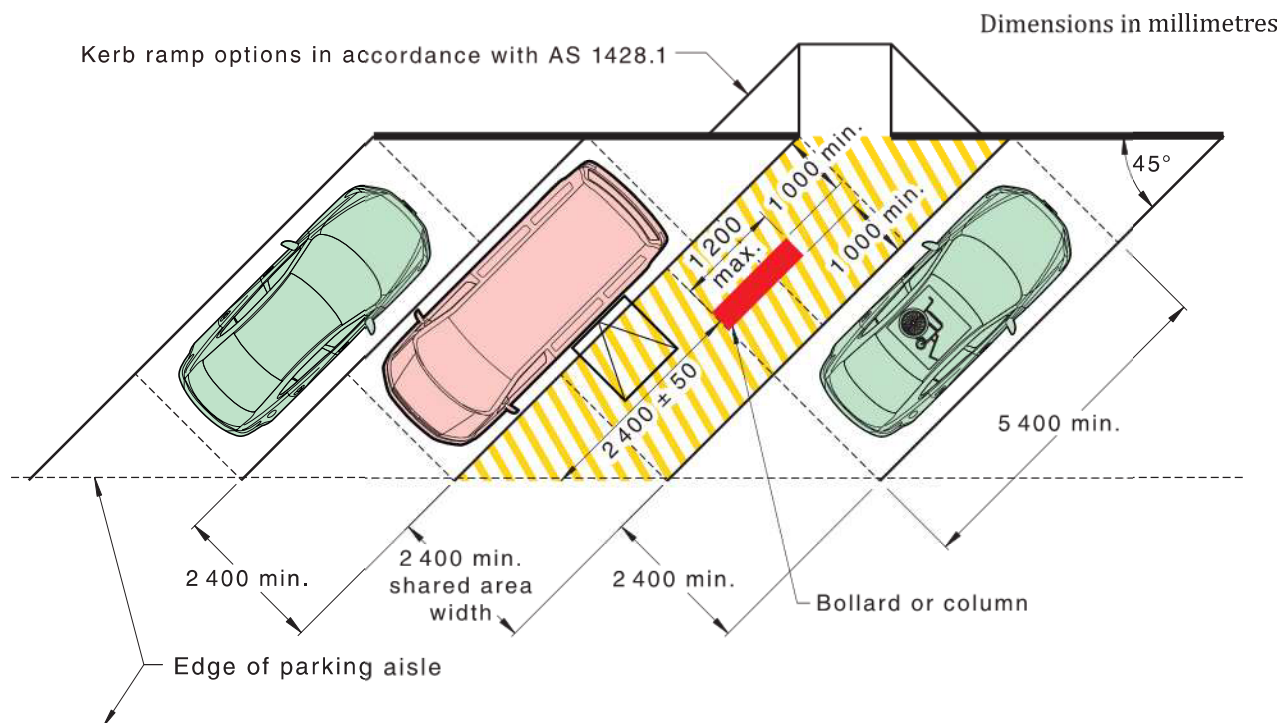 Dimensions in millimetres
Kerb ramp options in accordance with AS 1428.1
45°
1 000 min.
1 200
max.
1 000 min.
2 400 ± 50
5 400 min.
2 400 min.
2 400 min.
shared area
width
2 400 min.
Bollard or column
Edge of parking aisle